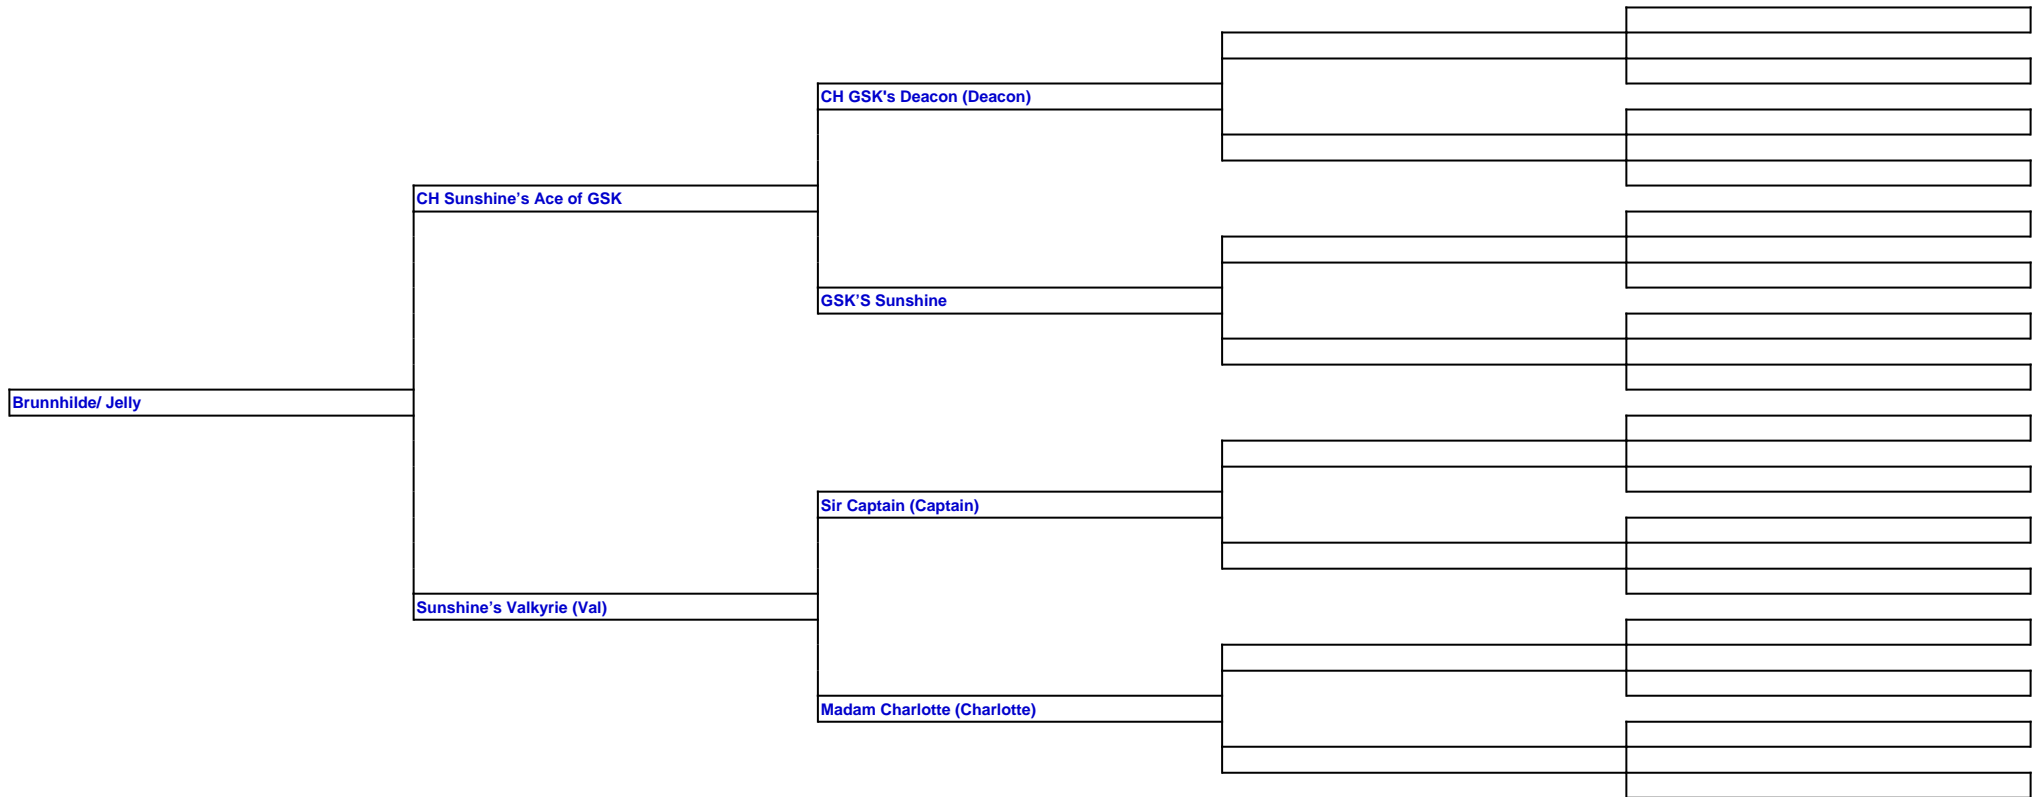 CH GSK's Deacon (Deacon)
CH Sunshine’s Ace of GSK
GSK’S Sunshine
Brunnhilde/ Jelly
Sir Captain (Captain)
Sunshine’s Valkyrie (Val)
Madam Charlotte (Charlotte)